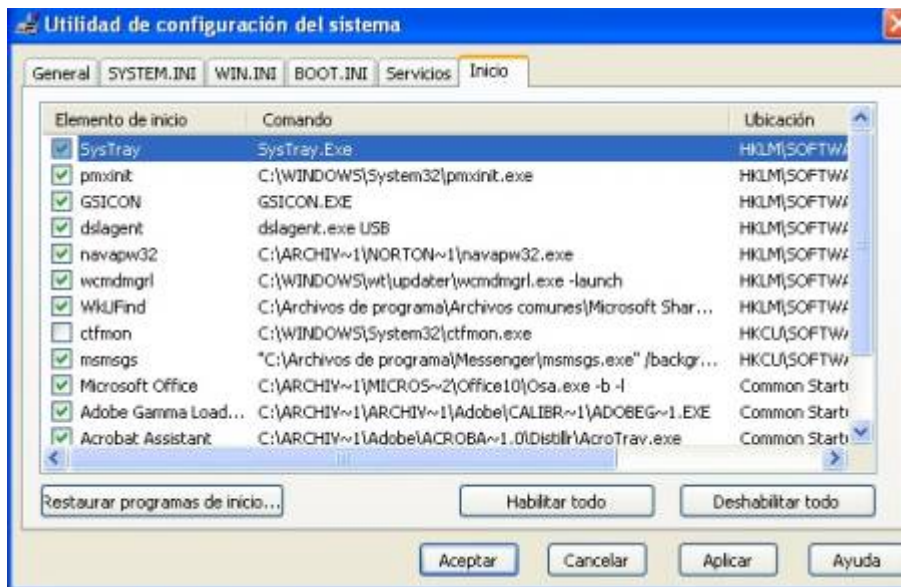 Utilidad de configuración del sistema
General SYSTEM.INI WIN.INI BOOT.INI Servicios Inicio
Elemento de inicio Comando Ubicación
SysTray SysTray.Exe HKLM\SOFTWA
pmxinit C:\WINDOWS\System32\pmxinit.exe HKLM\SOFTWA
GSICON GSICON.EXE HKLM\SOFTWA
dslagent dslagent.exe USB HKLM\SOFTWA
navapw32 C:\ARCHIV~1\NORTON~1\navapw32.exe HKLM\SOFTWA
wcmdmgrl C:\WINDOWS\wt\updater\wcmdmgrl.exe -launch HKLM\SOFTWA
WkUFind C:\Archivos de programa\Archivos comunes\Microsoft Shar... HKLM\SOFTWA
ctfmon C:\WINDOWS\System32\ctfmon.exe HKCU\SOFTWA
msmsgs "C:\Archivos de programa\Messenger\msmsgs.exe" /backgr... HKCU\SOFTWA
Microsoft Office C:\ARCHIV~1\MICROS~2\Office10\Osa.exe -b -l Common Start
Adobe Gamma Load... C:\ARCHIV~1\ARCHIV~1\Adobe\CALIBR~1\ADOBEG~1.EXE Common Start
Acrobat Assistant C:\ARCHIV~1\Adobe\ACROBA~1.0\Distillr\AcroTray.exe Common Start
Restaurar programas de inicio... Habilitar todo Deshabilitar todo
Aceptar Cancelar Aplicar Ayuda